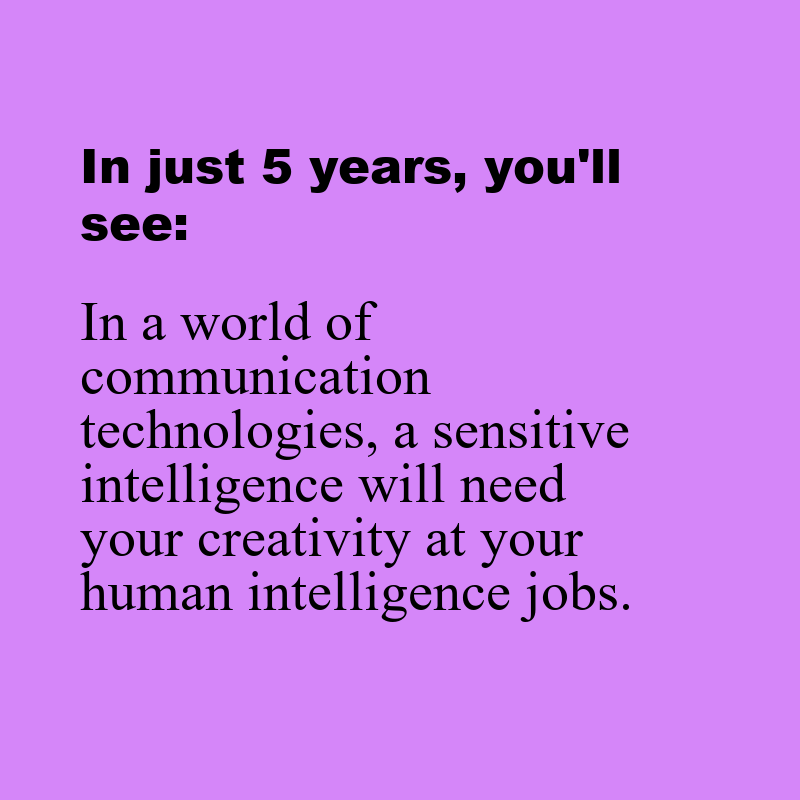 In just 5 years, you'll
see:
In a world of
communication
technologies, a sensitive
intelligence will need
your creativity at your
human intelligence jobs.